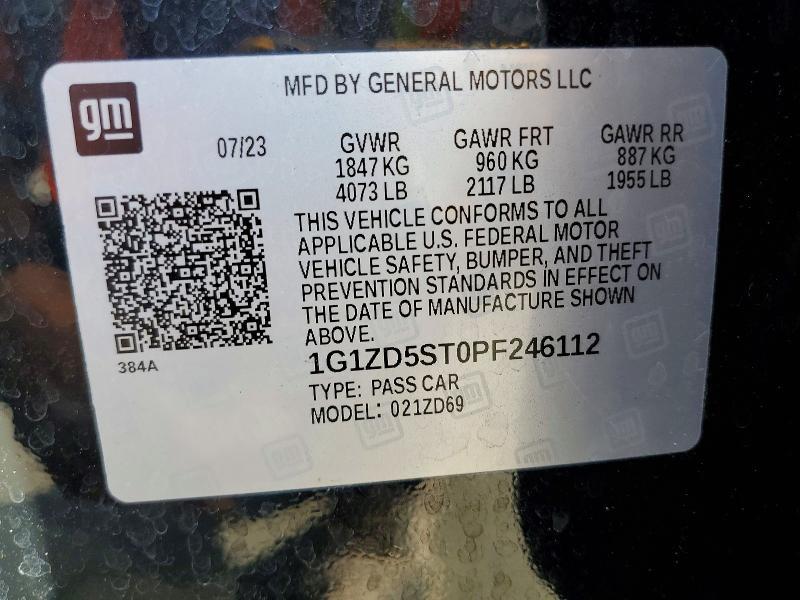 MFD BY GENERAL MOTORS LLC
gm
07/23 GVWR GAWR FRT GAWR RR
1847 KG 960 KG 887 KG
4073 LB 2117 LB 1955 LB
THIS VEHICLE CONFORMS TO ALL
APPLICABLE U.S. FEDERAL MOTOR
VEHICLE SAFETY, BUMPER, AND THEFT
PREVENTION STANDARDS IN EFFECT ON
THE DATE OF MANUFACTURE SHOWN
ABOVE.
384A
1G1ZD5ST0PF246112
TYPE: PASS CAR
MODEL: 021ZD69